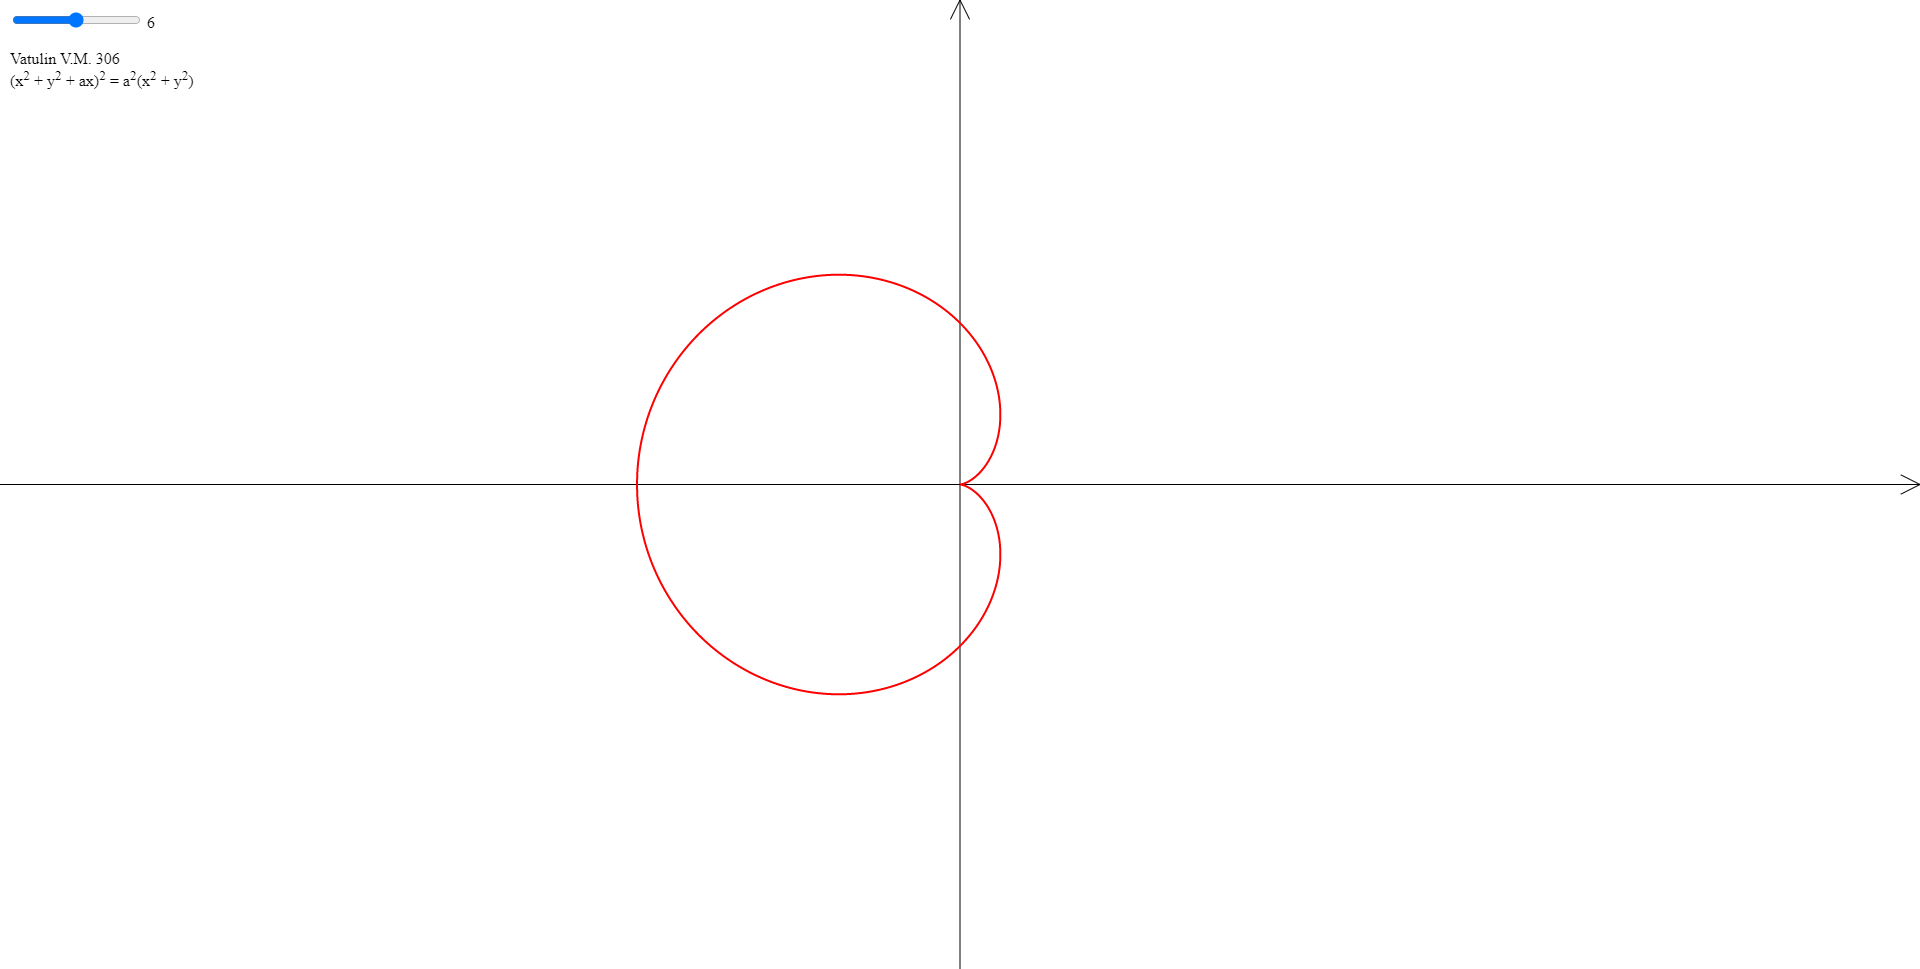 6
Vatulin V.M. 306
(x² + y² + ax)² = a²(x² + y²)